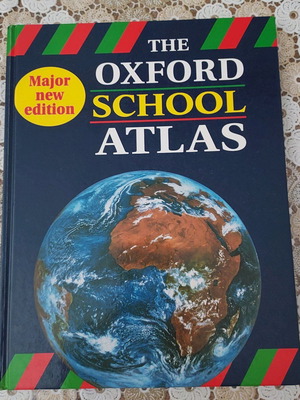 THE
OXFORD
SCHOOL
ATLAS
Major
new
edition